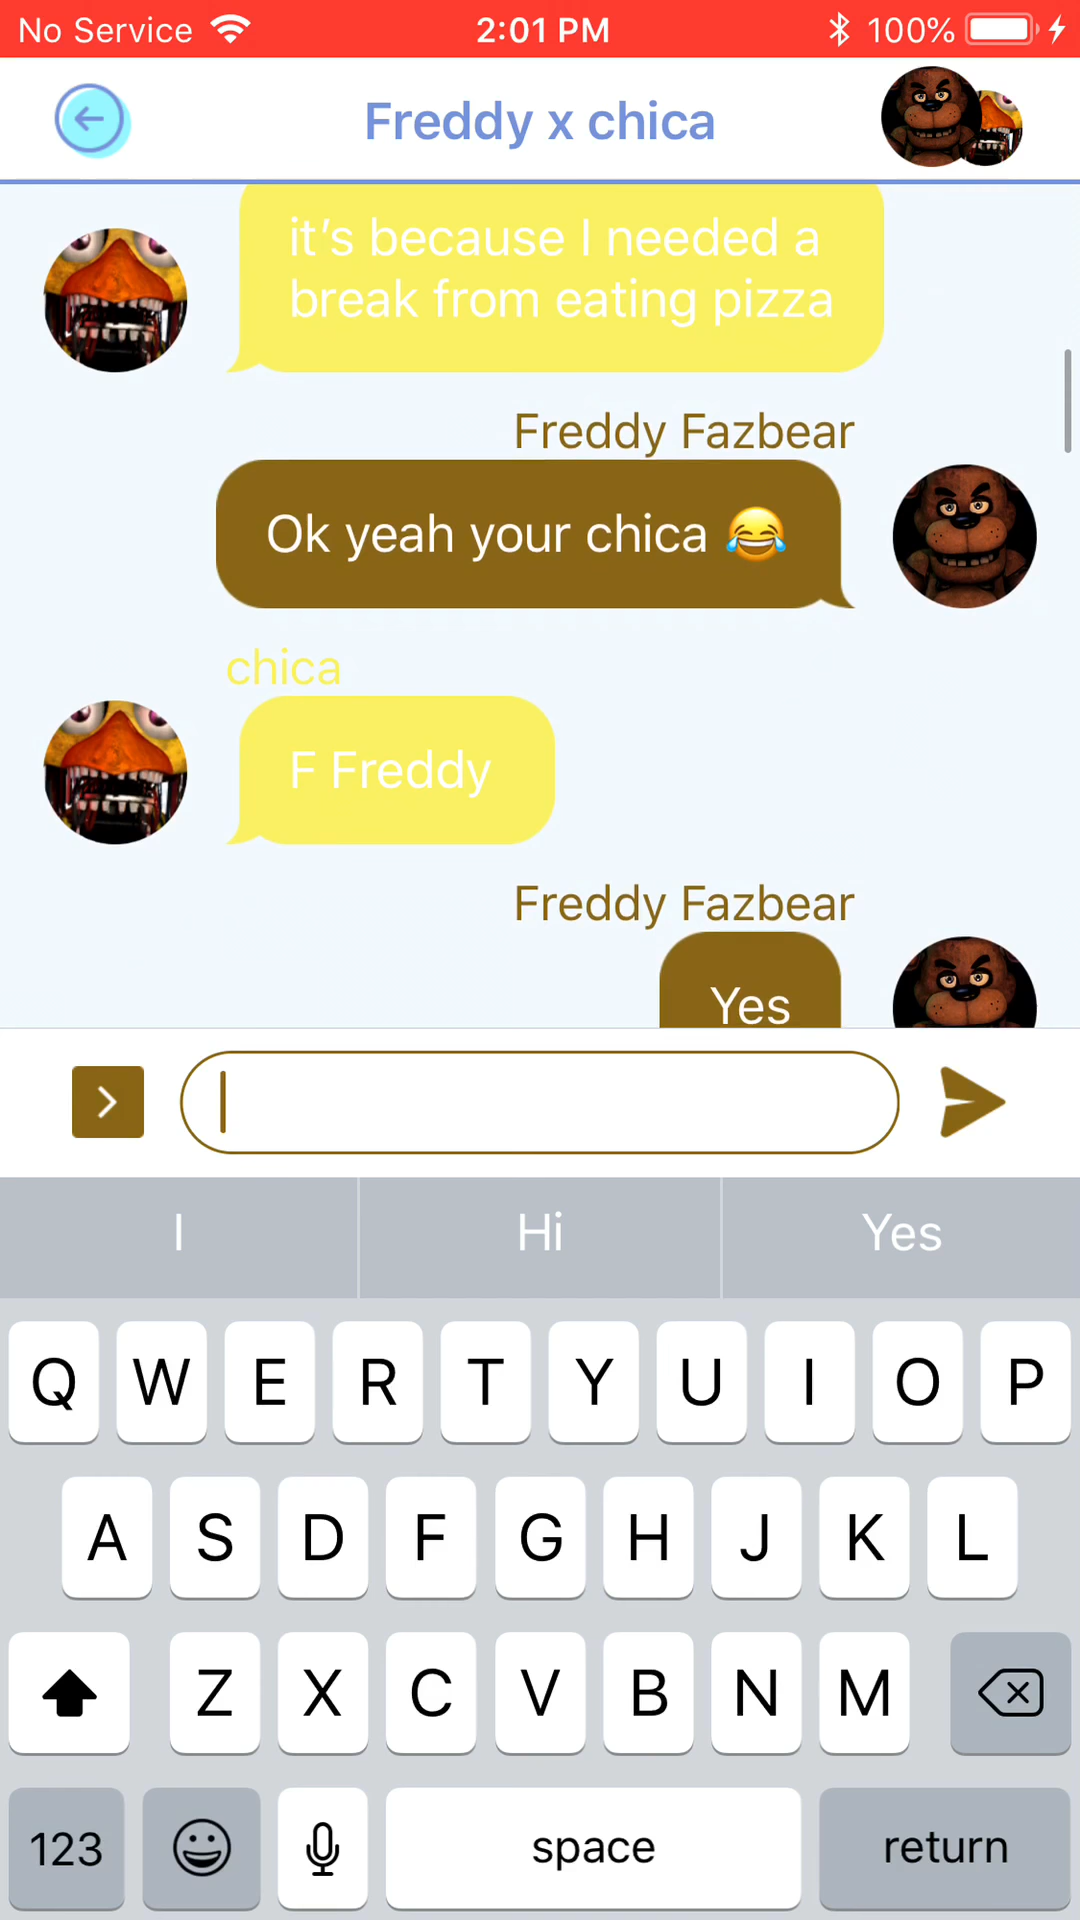 No Service 2:01 PM 100%
Freddy x chica
it’s because I needed a
break from eating pizza
Freddy Fazbear
Ok yeah your chica 😂
chica
F Freddy
Freddy Fazbear
Yes
I Hi Yes
Q W E R T Y U I O P
A S D F G H J K L
Z X C V B N M
123 space return